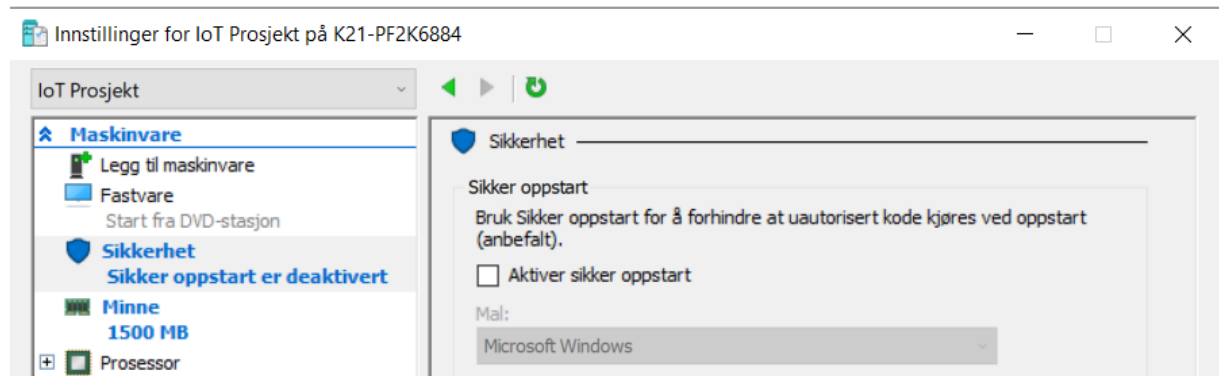 Innstillinger for IoT Prosjekt på K21-PF2K6884
IoT Prosjekt
Maskinvare
Legg til maskinvare
Fastvare
Start fra DVD-stasjon
Sikkerhet
Sikker oppstart er deaktivert
Minne
1500 MB
Prosessor
Sikkerhet
Sikker oppstart
Bruk Sikker oppstart for å forhindre at uautorisert kode kjøres ved oppstart
(anbefalt).
Aktiver sikker oppstart
Mal:
Microsoft Windows